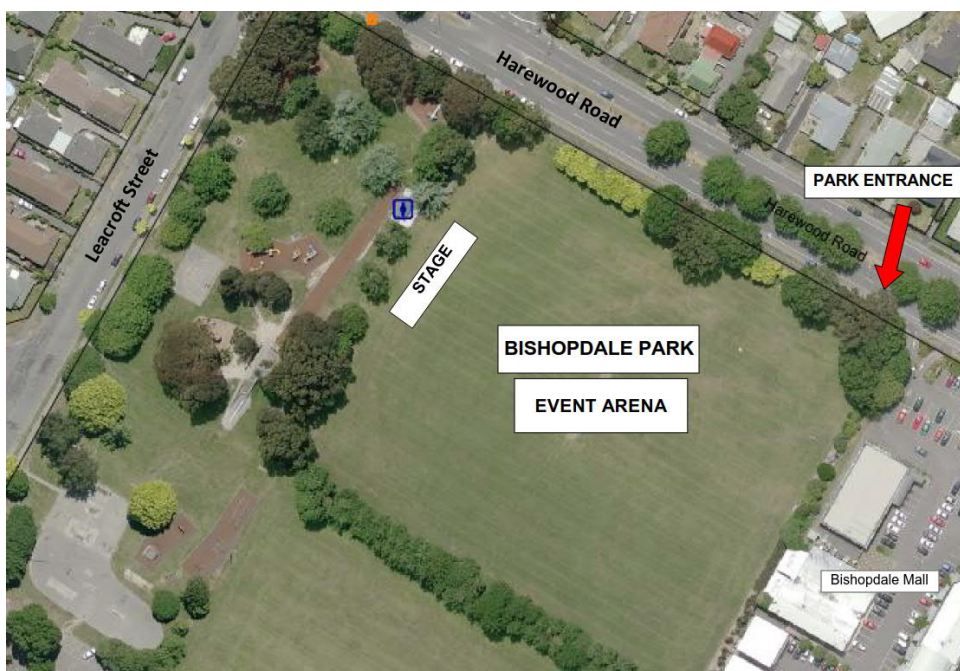 Harewood Road
Leacroft Street
PARK ENTRANCE
Harewood Road
STAGE
BISHOPDALE PARK
EVENT ARENA
Bishopdale Mall